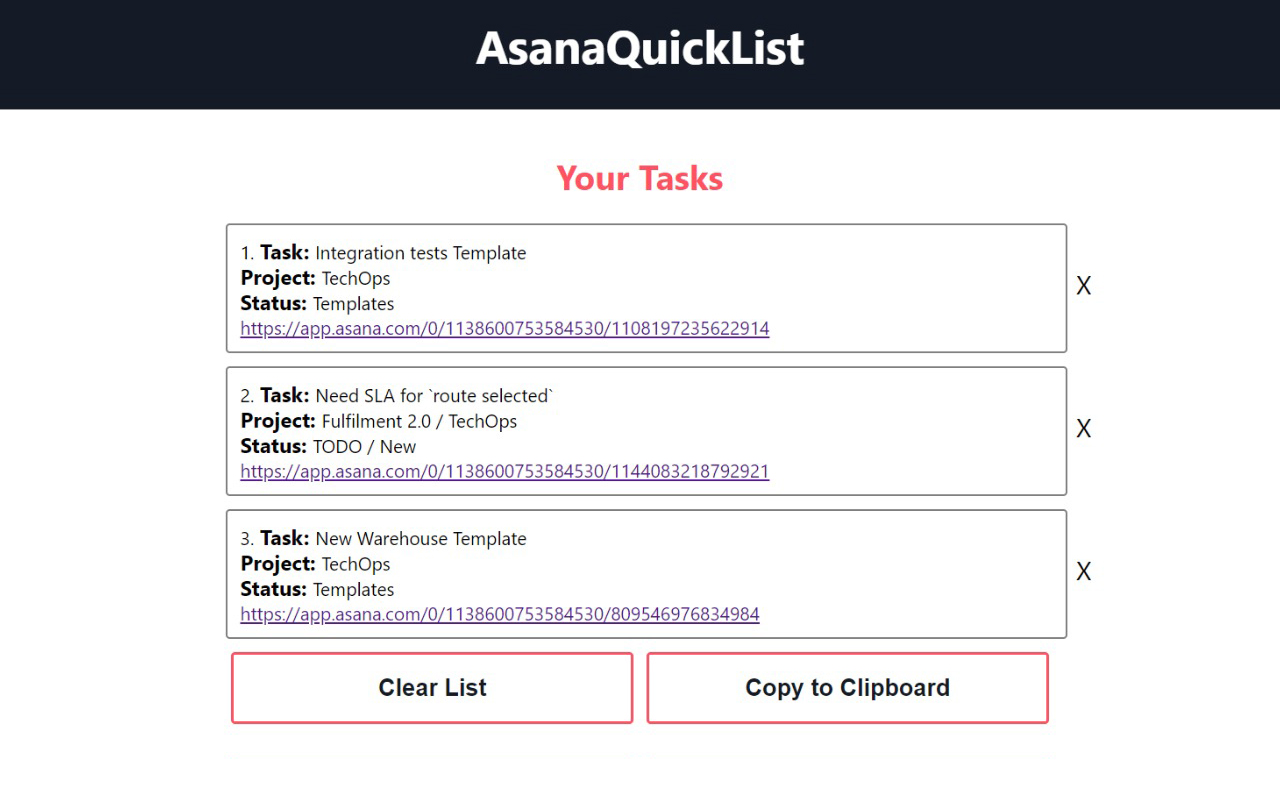 AsanaQuickList
Your Tasks
1. Task: Integration tests Template
Project: TechOps
Status: Templates
https://app.asana.com/0/1138600753584530/1108197235622914
X
2. Task: Need SLA for `route selected`
Project: Fulfilment 2.0 / TechOps
Status: TODO / New
https://app.asana.com/0/1138600753584530/1144083218792921
X
3. Task: New Warehouse Template
Project: TechOps
Status: Templates
https://app.asana.com/0/1138600753584530/809546976834984
X
Clear List
Copy to Clipboard